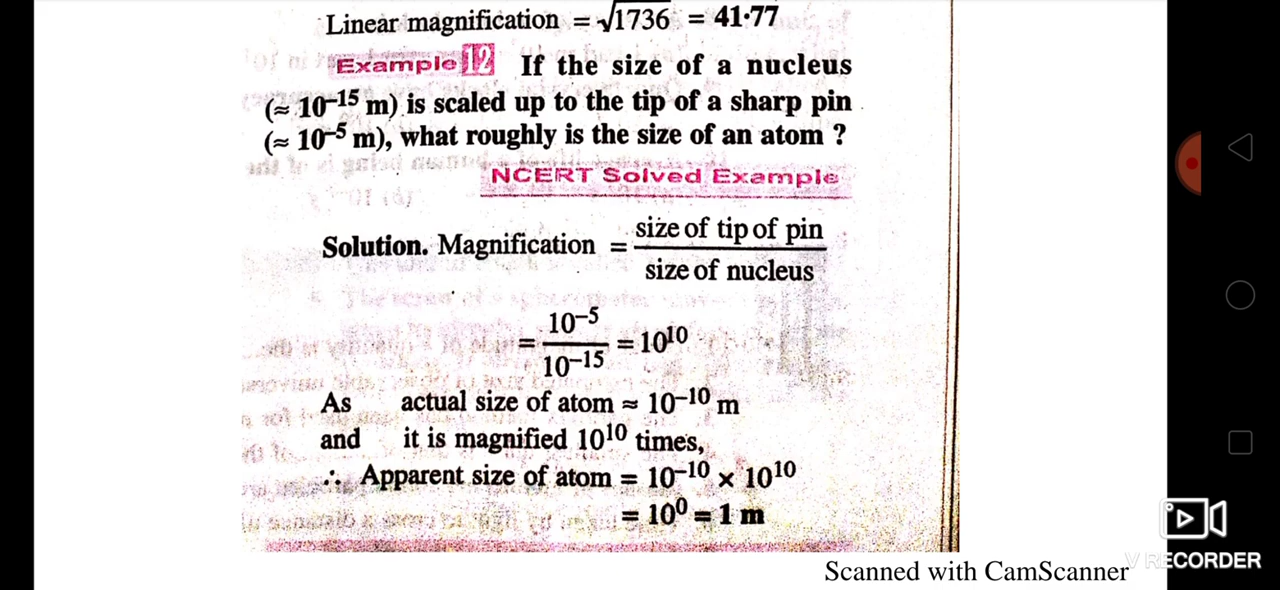 Linear magnification = √1736 = 41·77
Example 12 If the size of a nucleus
(≈ 10⁻¹⁵ m) is scaled up to the tip of a sharp pin
(≈ 10⁻⁵ m), what roughly is the size of an atom ?
NCERT Solved Example
Solution. Magnification = size of tip of pin / size of nucleus
= 10⁻⁵ / 10⁻¹⁵ = 10¹⁰
As actual size of atom ≈ 10⁻¹⁰ m
and it is magnified 10¹⁰ times,
∴ Apparent size of atom = 10⁻¹⁰ × 10¹⁰
= 10⁰ = 1 m
Scanned with CamScanner
V RECORDER